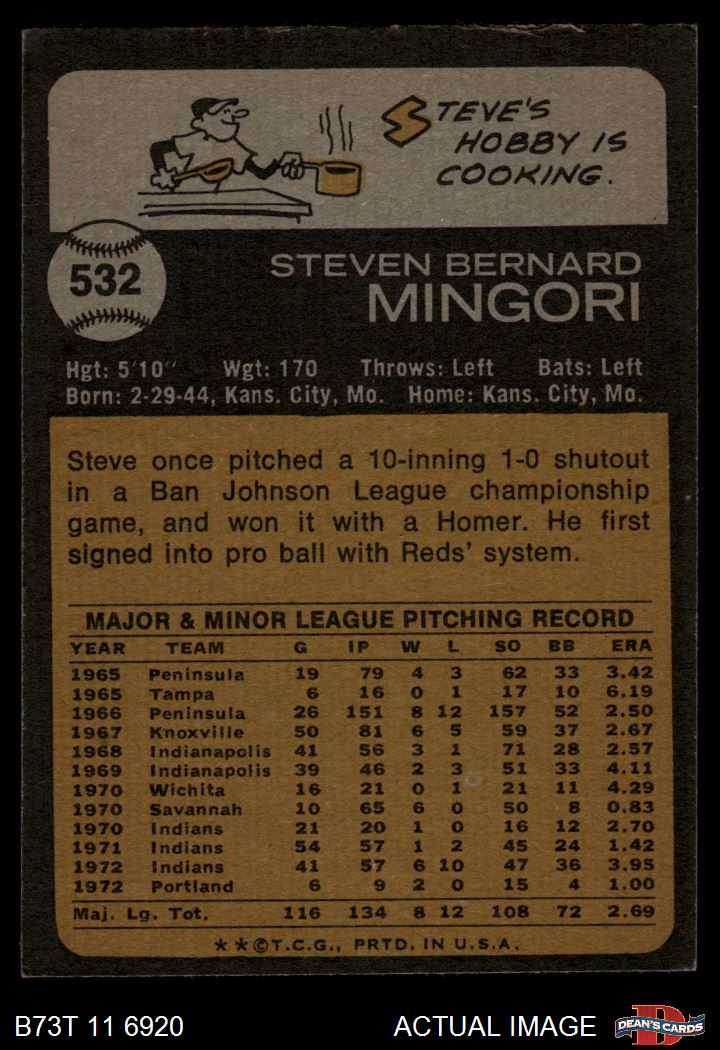 STEVE'S
HOBBY IS
COOKING.
532
STEVEN BERNARD
MINGORI
Hgt: 5'10" Wgt: 170 Throws: Left Bats: Left
Born: 2-29-44, Kans. City, Mo. Home: Kans. City, Mo.
Steve once pitched a 10-inning 1-0 shutout
in a Ban Johnson League championship
game, and won it with a Homer. He first
signed into pro ball with Reds' system.
MAJOR & MINOR LEAGUE PITCHING RECORD
YEAR TEAM G IP W L SO BB ERA
1965 Peninsula 19 79 4 3 62 33 3.42
1965 Tampa 6 16 0 1 17 10 6.19
1966 Peninsula 26 151 8 12 157 52 2.50
1967 Knoxville 50 81 6 5 59 37 2.67
1968 Indianapolis 41 56 3 1 71 28 2.57
1969 Indianapolis 39 46 2 3 51 33 4.11
1970 Wichita 16 21 0 1 21 11 4.29
1970 Savannah 10 65 6 0 50 8 0.83
1970 Indians 21 20 1 0 16 12 2.70
1971 Indians 54 57 1 2 45 24 1.42
1972 Indians 41 57 6 10 47 36 3.95
1972 Portland 6 9 2 0 15 4 1.00
Maj. Lg. Tot. 116 134 8 12 108 72 2.69
**©T.C.G., PRTD. IN U.S.A.
B73T 11 6920 ACTUAL IMAGE D DEAN'S CARDS